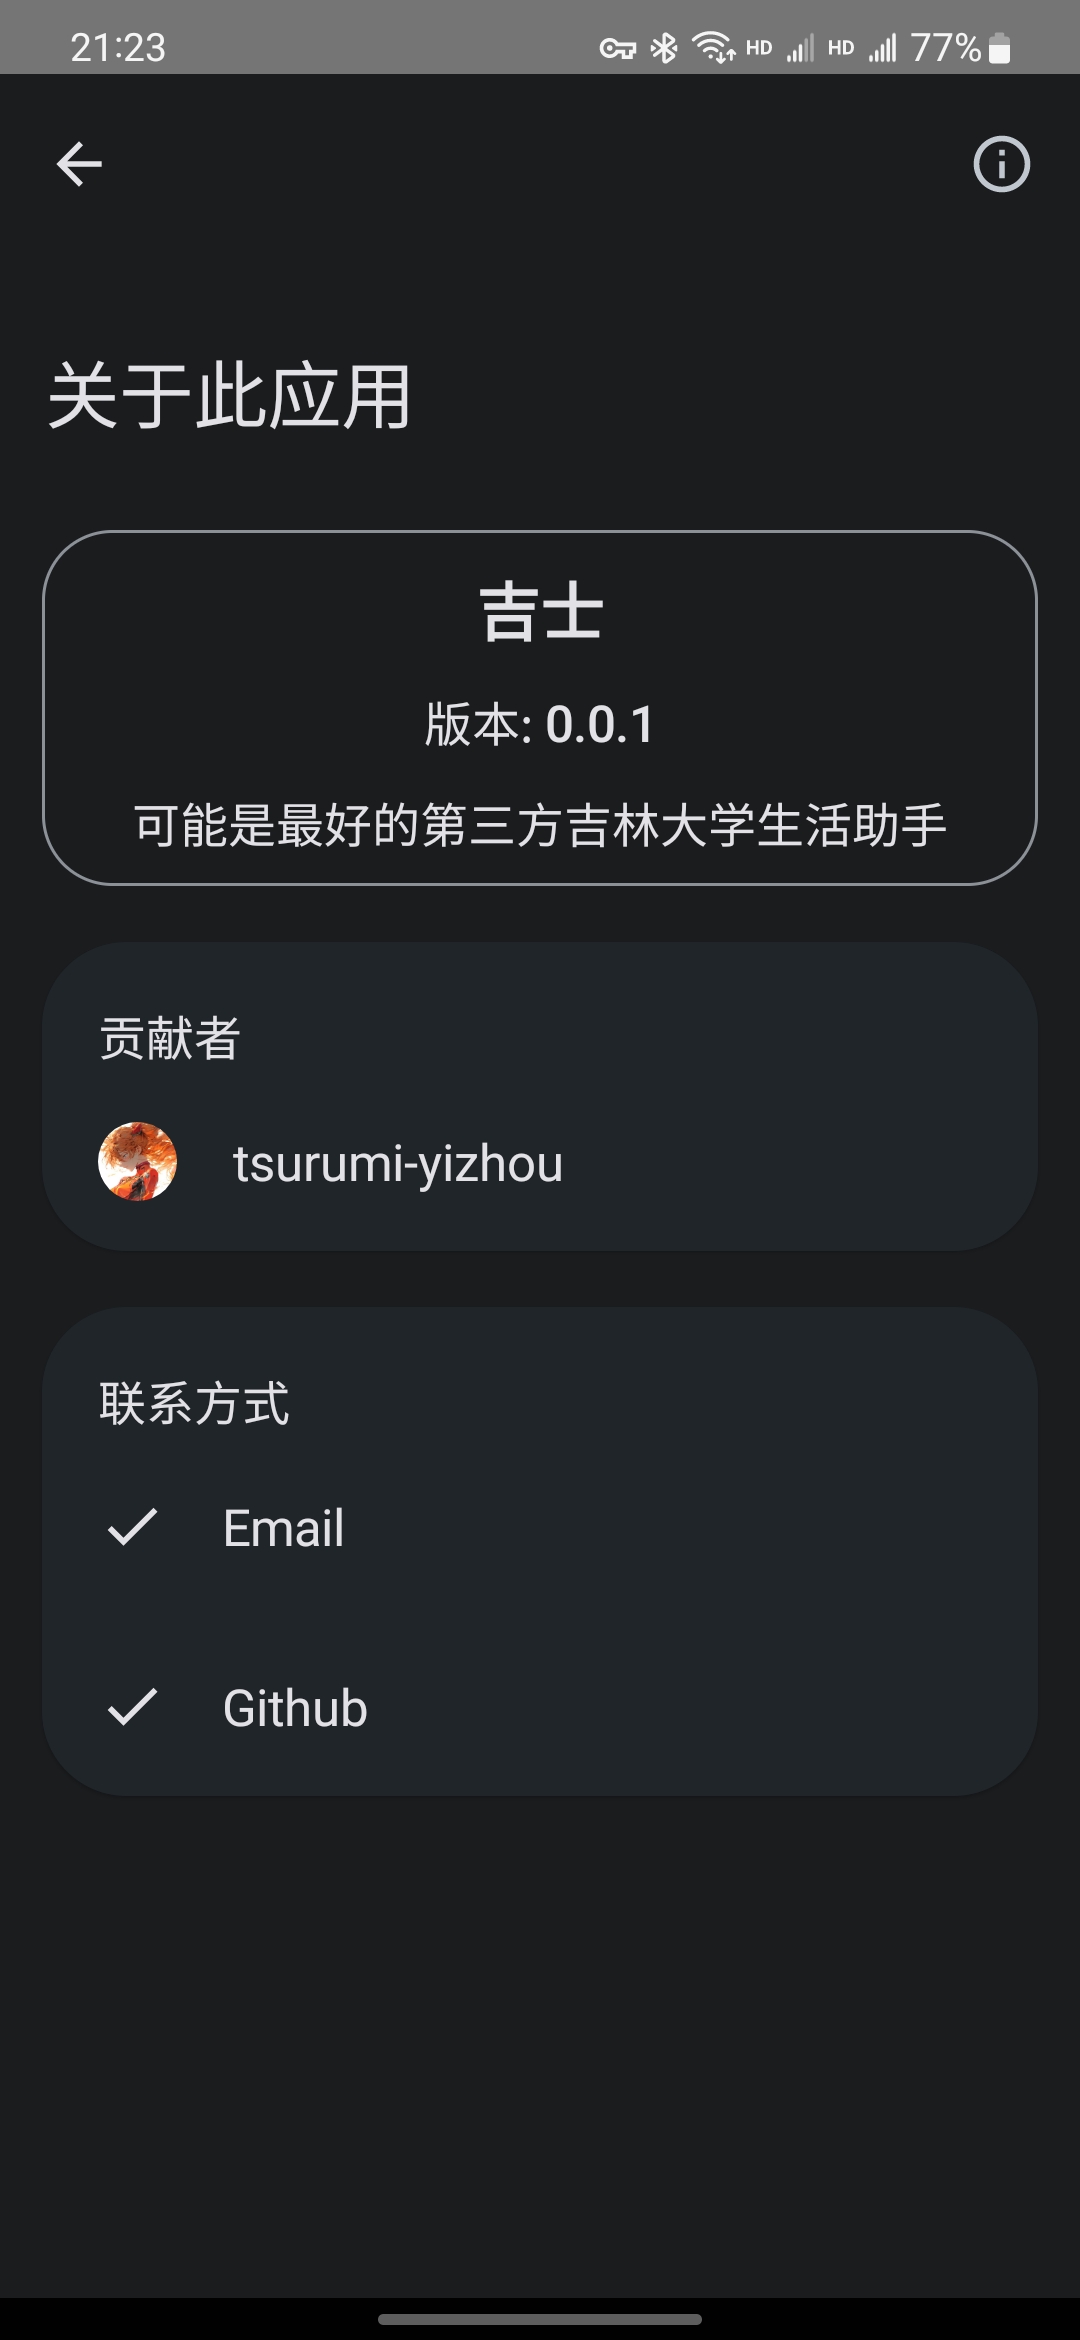 21:23
HD HD 77%
关于此应用
吉士
版本: 0.0.1
可能是最好的第三方吉林大学生活助手
贡献者
tsurumi-yizhou
联系方式
Email
Github